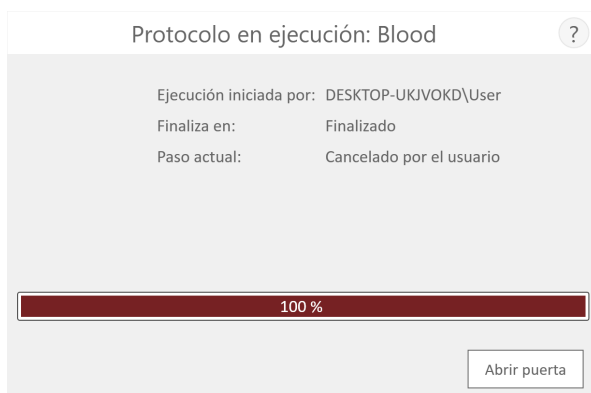 Protocolo en ejecución: Blood
?
Ejecución iniciada por: DESKTOP-UKJVOKD\User
Finaliza en: Finalizado
Paso actual: Cancelado por el usuario
100 %
Abrir puerta